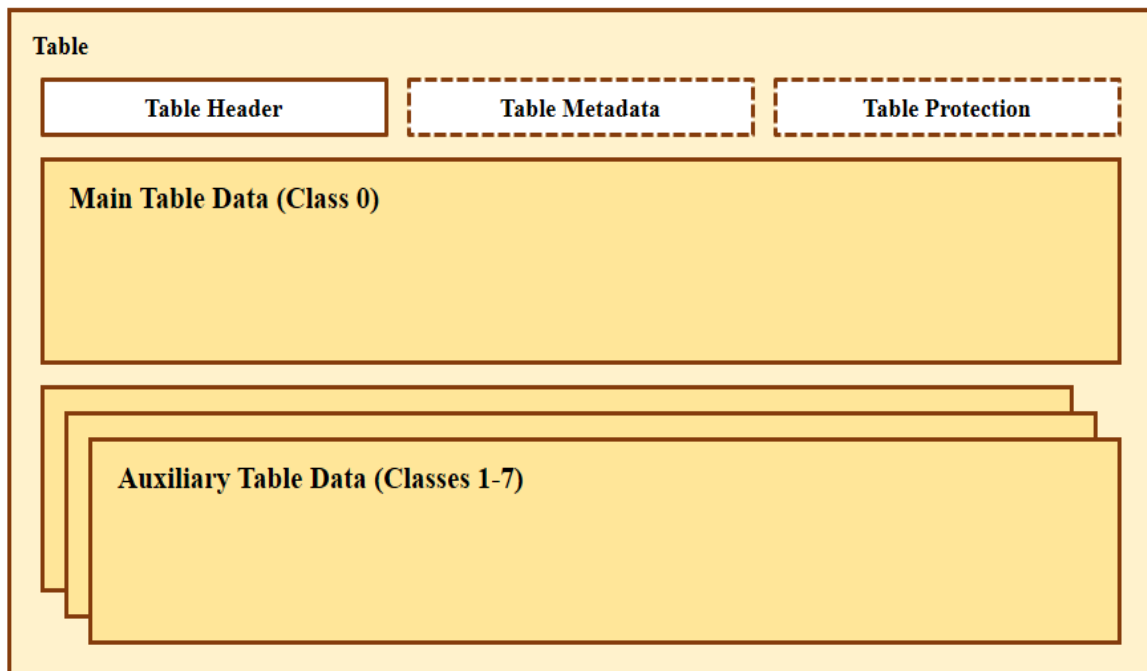 Table
Table Header
Table Metadata
Table Protection
Main Table Data (Class 0)
Auxiliary Table Data (Classes 1-7)